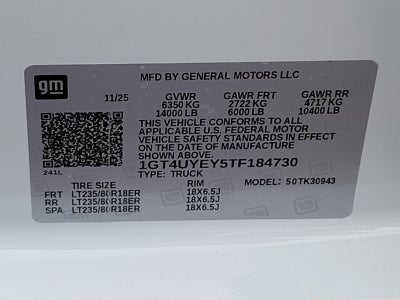 gm
MFD BY GENERAL MOTORS LLC
11/25 GVWR GAWR FRT GAWR RR
6350 KG 2722 KG 4717 KG
14000 LB 6000 LB 10400 LB
THIS VEHICLE CONFORMS TO ALL
APPLICABLE U.S. FEDERAL MOTOR
VEHICLE SAFETY STANDARDS IN EFFECT
ON THE DATE OF MANUFACTURE
SHOWN ABOVE.
1GT4UYEY5TF184730
241L TYPE: TRUCK
TIRE SIZE RIM MODEL: 50TK30943
FRT LT235/80R18ER 18X6.5J
RR LT235/80R18ER 18X6.5J
SPA LT235/80R18ER 18X6.5J